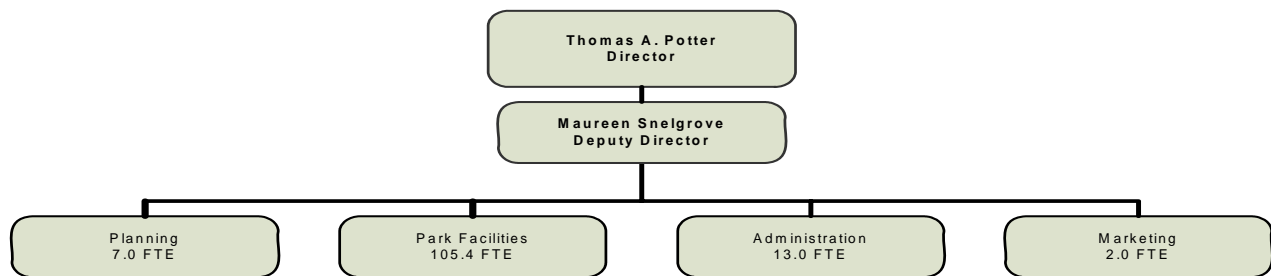 Thomas A. Potter
Director
Maureen Snelgrove
Deputy Director
Planning
7.0 FTE
Park Facilities
105.4 FTE
Administration
13.0 FTE
Marketing
2.0 FTE